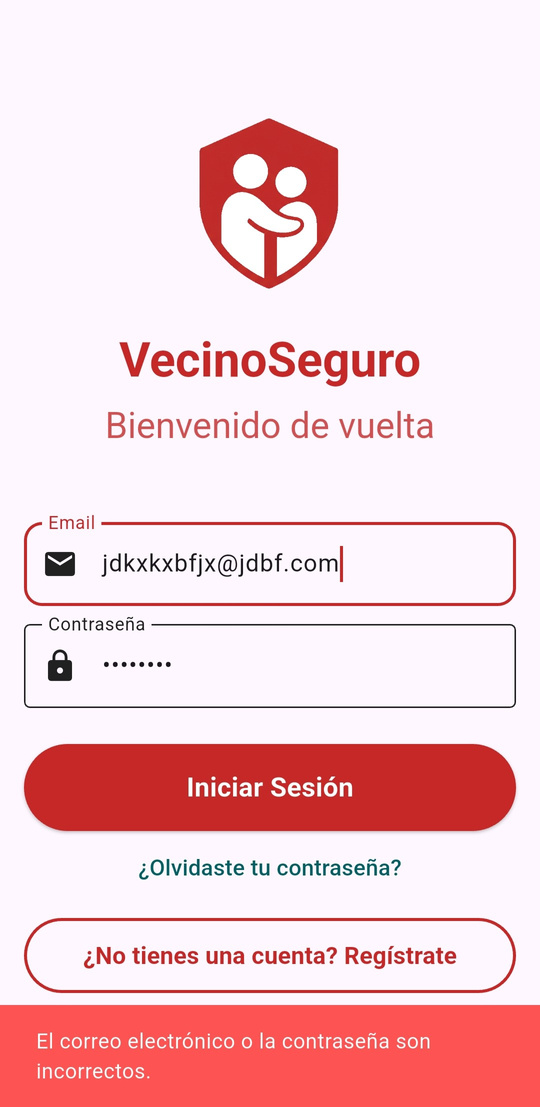 VecinoSeguro
Bienvenido de vuelta
Email
jdkxkxbfjx@jdbf.com
Contraseña
••••••••
Iniciar Sesión
¿Olvidaste tu contraseña?
¿No tienes una cuenta? Regístrate
El correo electrónico o la contraseña son
incorrectos.